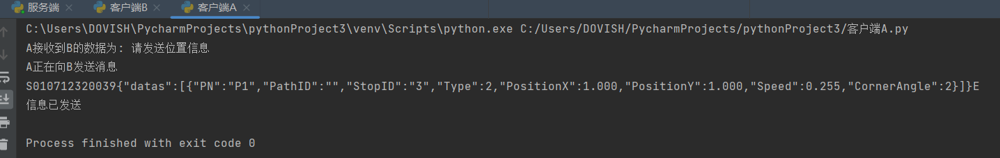 服务端 客户端B 客户端A
C:\Users\DOVISH\PycharmProjects\pythonProject3\venv\Scripts\python.exe C:/Users/DOVISH/PycharmProjects/pythonProject3/客户端A.py
A接收到B的数据为: 请发送位置信息
A正在向B发送消息
S010712320039{"datas":[{"PN":"P1","PathID":"","StopID":"3","Type":2,"PositionX":1.000,"PositionY":1.000,"Speed":0.255,"CornerAngle":2}]}E
信息已发送
Process finished with exit code 0